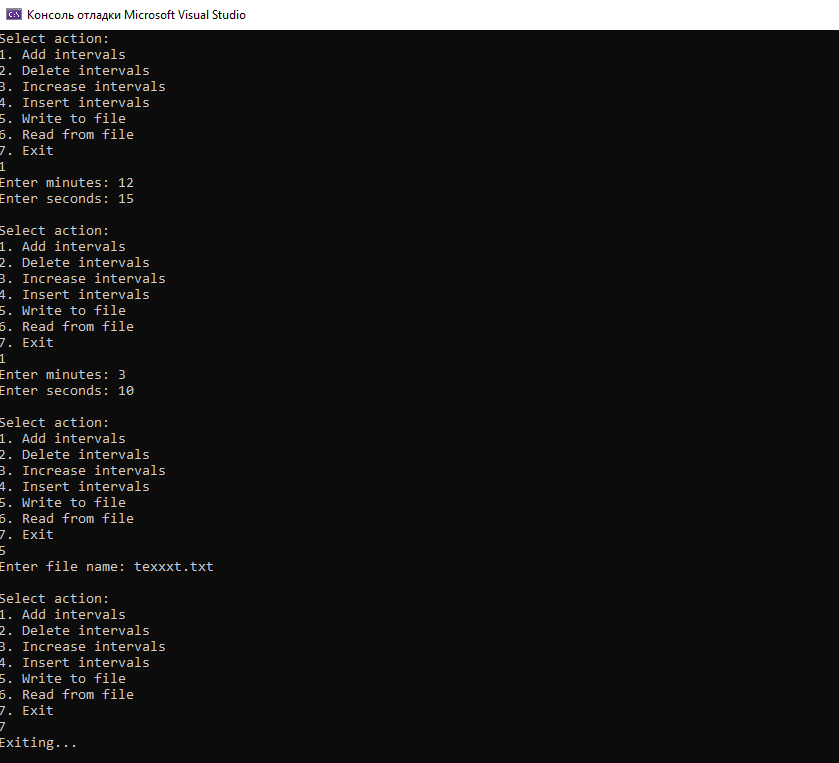 Консоль отладки Microsoft Visual Studio
Select action:
1. Add intervals
2. Delete intervals
3. Increase intervals
4. Insert intervals
5. Write to file
6. Read from file
7. Exit
1
Enter minutes: 12
Enter seconds: 15
Select action:
1. Add intervals
2. Delete intervals
3. Increase intervals
4. Insert intervals
5. Write to file
6. Read from file
7. Exit
1
Enter minutes: 3
Enter seconds: 10
Select action:
1. Add intervals
2. Delete intervals
3. Increase intervals
4. Insert intervals
5. Write to file
6. Read from file
7. Exit
5
Enter file name: texxxt.txt
Select action:
1. Add intervals
2. Delete intervals
3. Increase intervals
4. Insert intervals
5. Write to file
6. Read from file
7. Exit
7
Exiting...